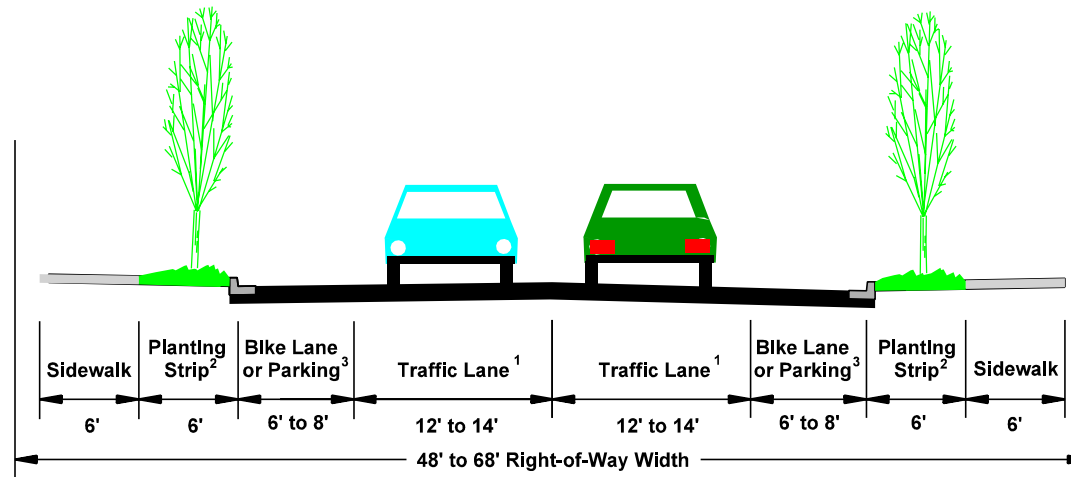 Sidewalk
Planting
Strip²
Bike Lane
or Parking³
Traffic Lane ¹
Traffic Lane ¹
Bike Lane
or Parking³
Planting
Strip²
Sidewalk
6'
6'
6' to 8'
12' to 14'
12' to 14'
6' to 8'
6'
6'
48' to 68' Right-of-Way Width